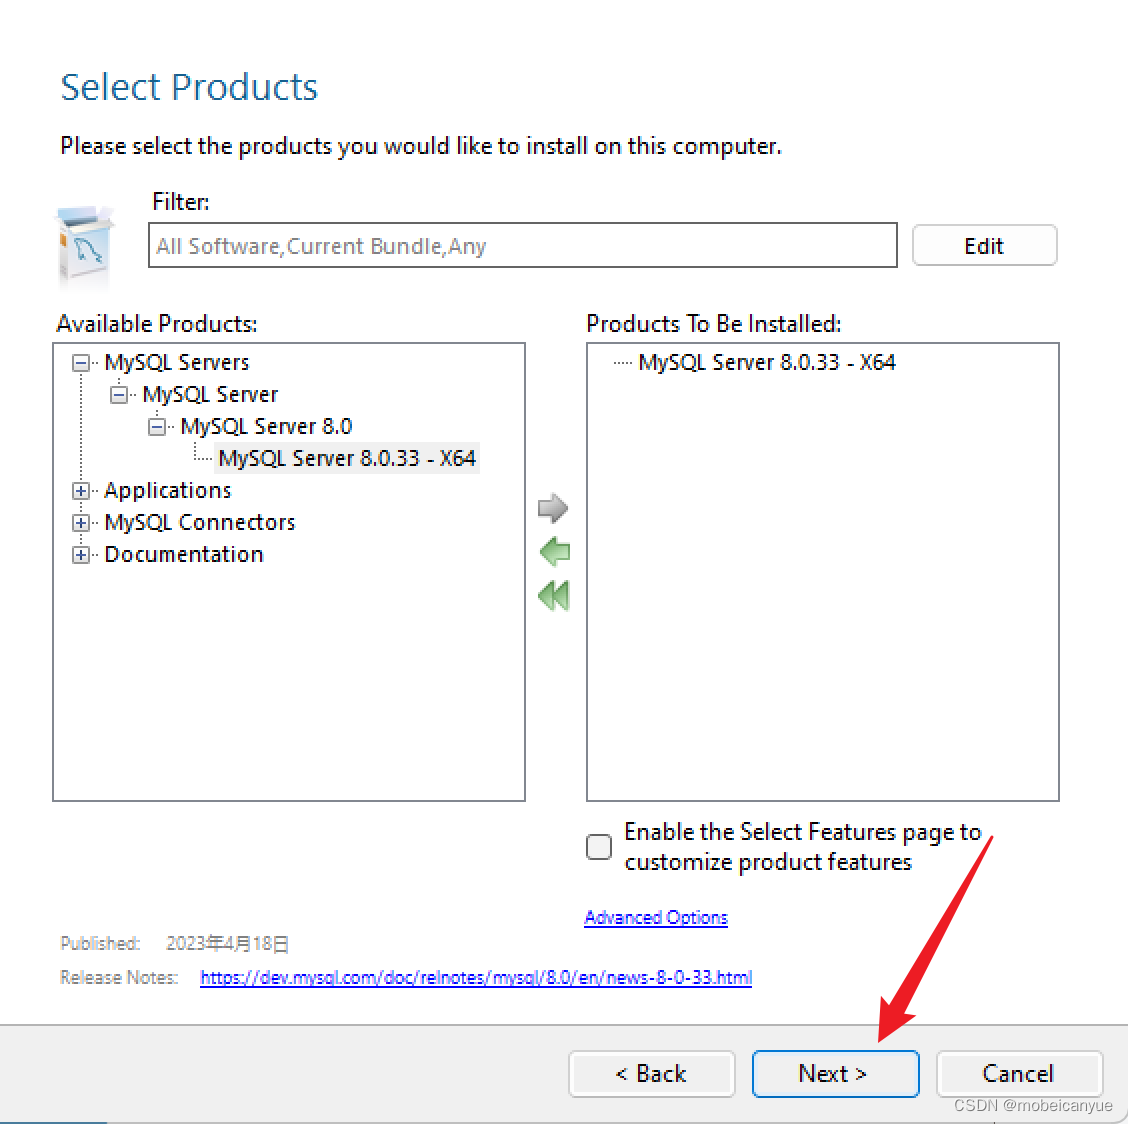 Select Products
Please select the products you would like to install on this computer.
Filter:
All Software,Current Bundle,Any
Edit
Available Products:
MySQL Servers
MySQL Server
MySQL Server 8.0
MySQL Server 8.0.33 - X64
Applications
MySQL Connectors
Documentation
Products To Be Installed:
MySQL Server 8.0.33 - X64
Enable the Select Features page to
customize product features
Advanced Options
Published: 2023年4月18日
Release Notes: https://dev.mysql.com/doc/relnotes/mysql/8.0/en/news-8-0-33.html
< Back
Next >
Cancel
CSDN @mobeicanyue